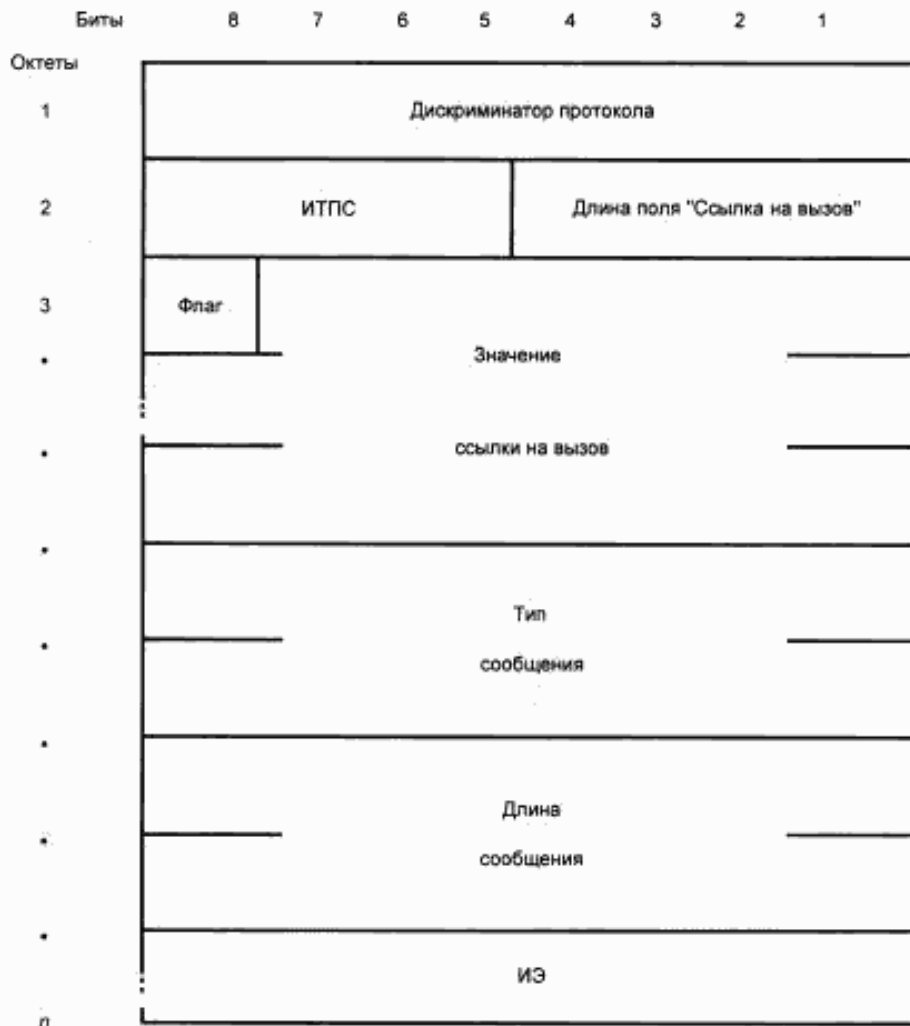 Биты 8 7 6 5 4 3 2 1
Октеты
1 Дискриминатор протокола
2 ИТПС Длина поля "Ссылка на вызов"
3 Флаг
Значение
ссылки на вызов
Тип
сообщения
Длина
сообщения
ИЭ
n